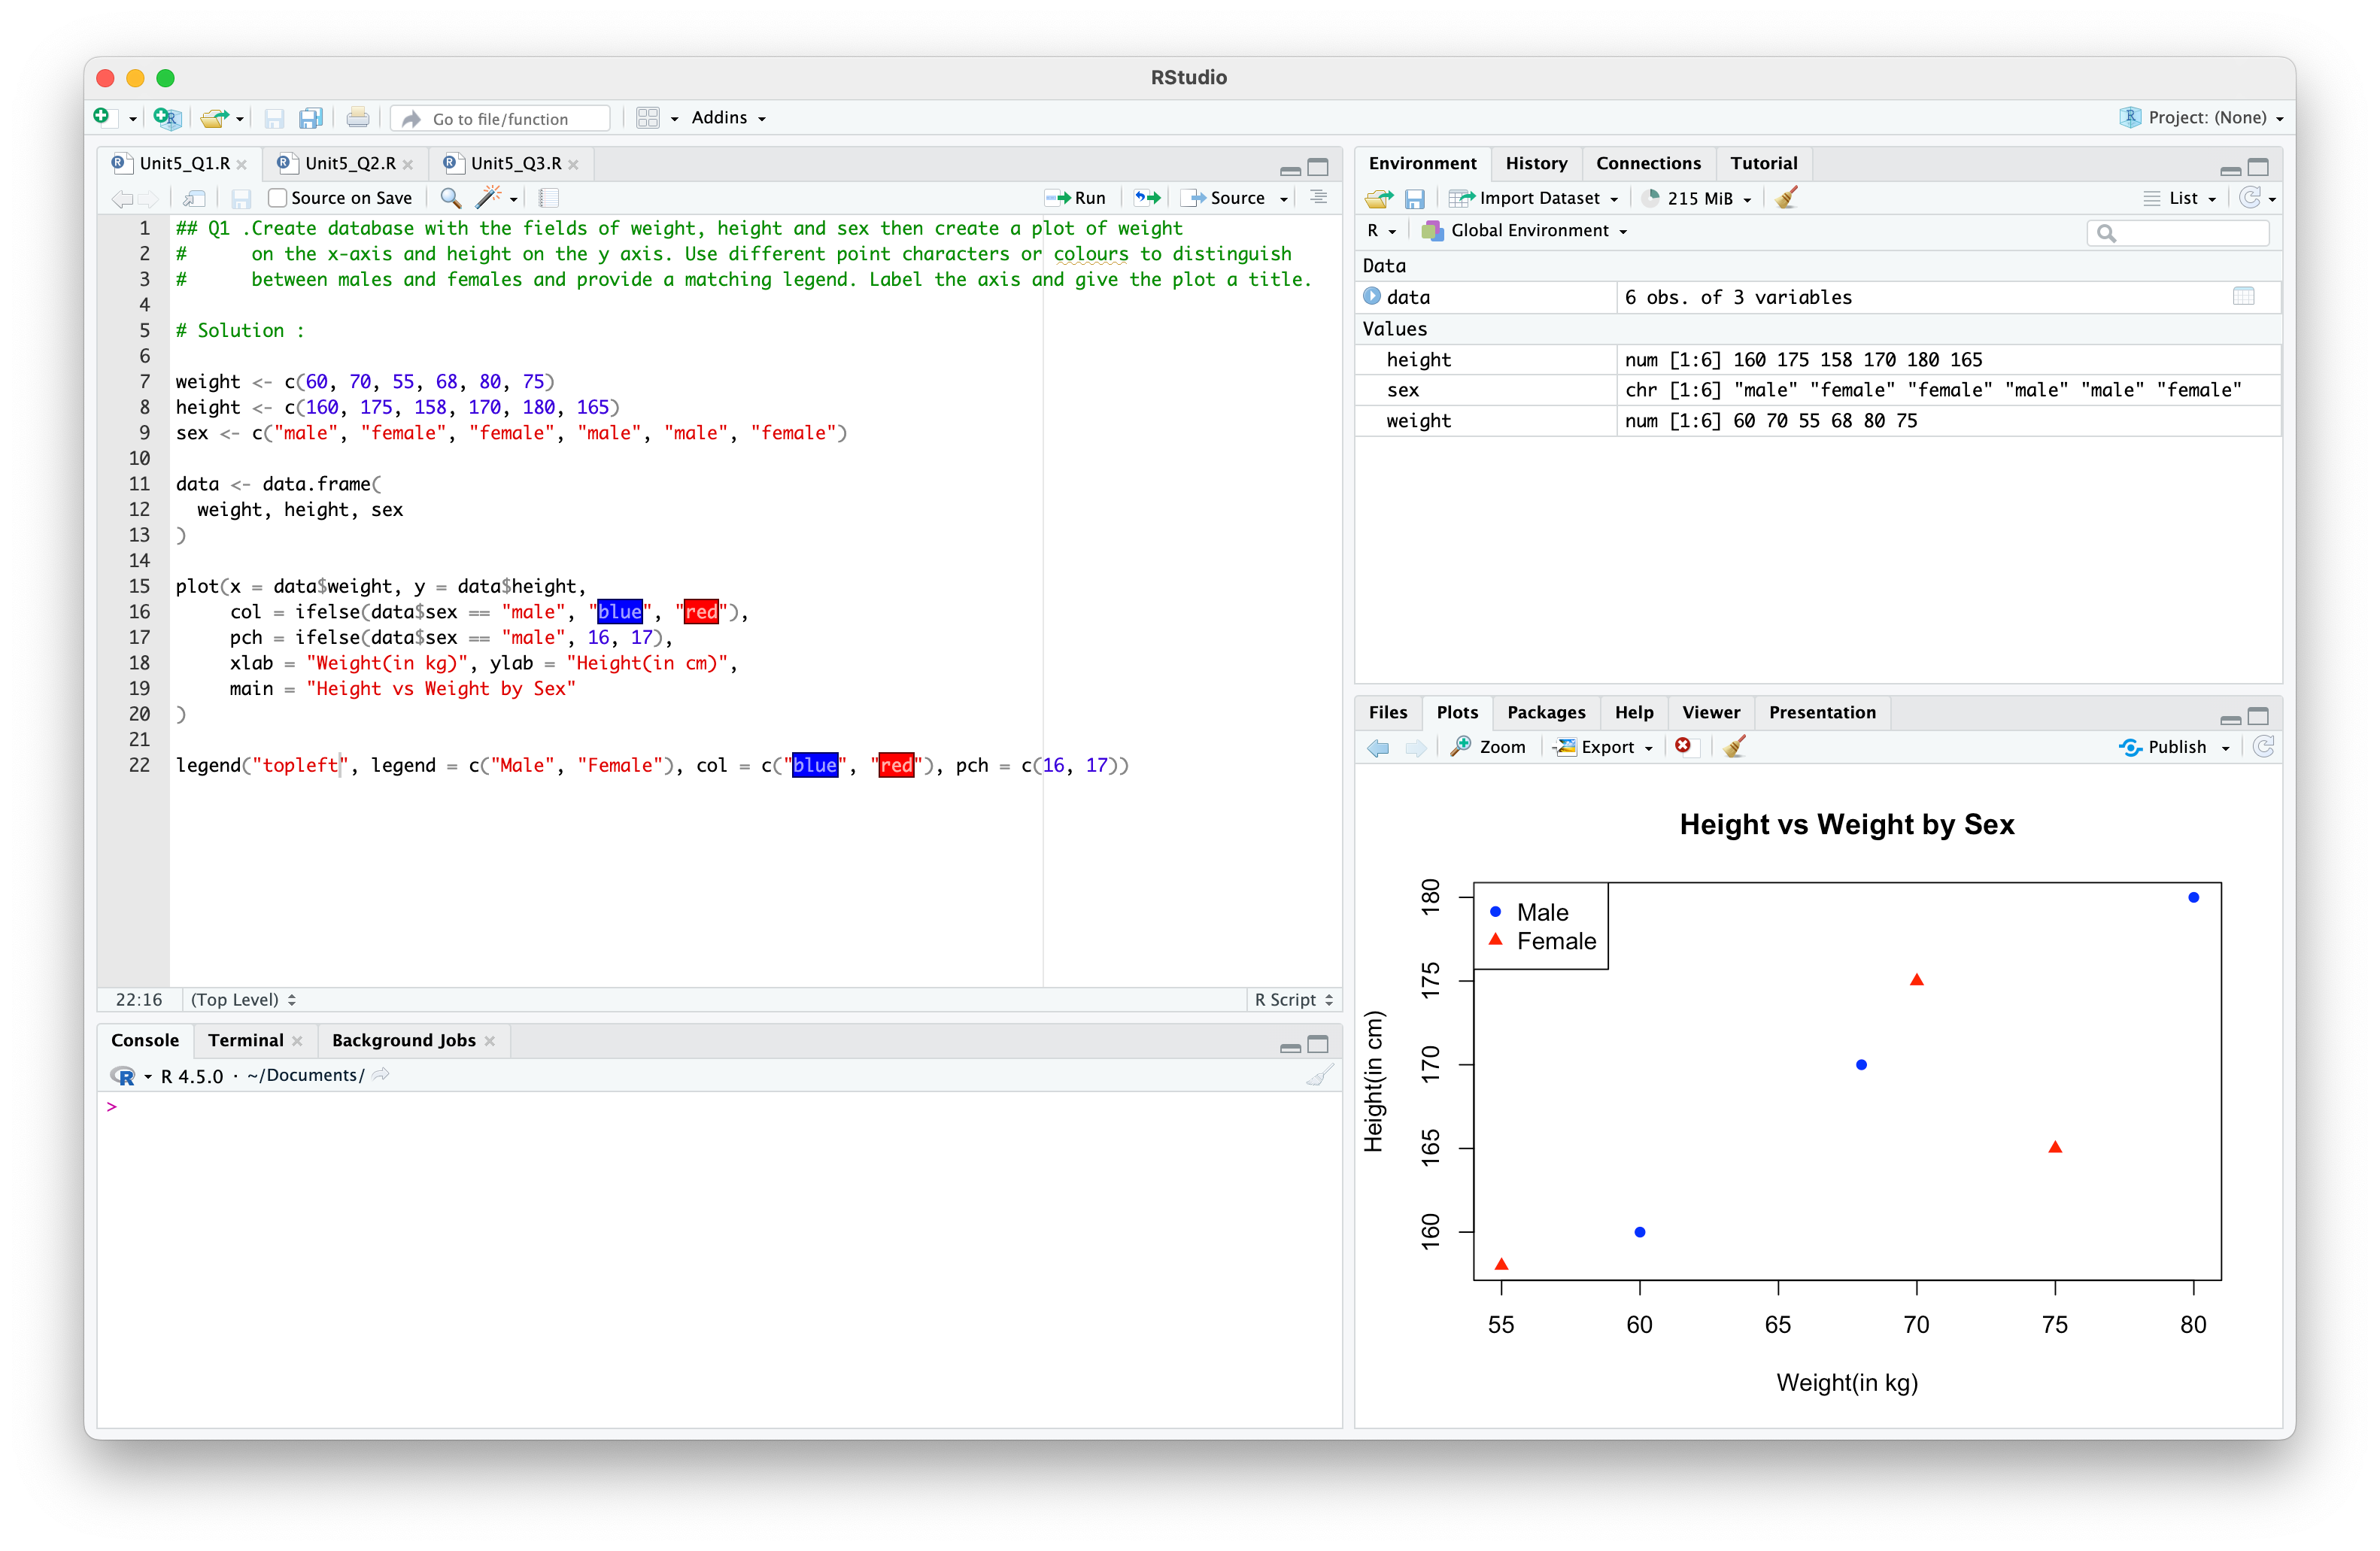 RStudio
Go to file/function
Addins
Project: (None)
Unit5_Q1.R
Unit5_Q2.R
Unit5_Q3.R
Source on Save
Run
Source
1 ## Q1 .Create database with the fields of weight, height and sex then create a plot of weight
2 #      on the x-axis and height on the y axis. Use different point characters or colours to distinguish
3 #      between males and females and provide a matching legend. Label the axis and give the plot a title.
4
5 # Solution :
6
7 weight <- c(60, 70, 55, 68, 80, 75)
8 height <- c(160, 175, 158, 170, 180, 165)
9 sex <- c("male", "female", "female", "male", "male", "female")
10
11 data <- data.frame(
12   weight, height, sex
13 )
14
15 plot(x = data$weight, y = data$height,
16      col = ifelse(data$sex == "male", "blue", "red"),
17      pch = ifelse(data$sex == "male", 16, 17),
18      xlab = "Weight(in kg)", ylab = "Height(in cm)",
19      main = "Height vs Weight by Sex"
20 )
21
22 legend("topleft", legend = c("Male", "Female"), col = c("blue", "red"), pch = c(16, 17))
22:16 (Top Level)
R Script
Console
Terminal
Background Jobs
R 4.5.0 · ~/Documents/
>
Environment
History
Connections
Tutorial
Import Dataset
215 MiB
List
R
Global Environment
Data
data 6 obs. of 3 variables
Values
height num [1:6] 160 175 158 170 180 165
sex chr [1:6] "male" "female" "female" "male" "male" "female"
weight num [1:6] 60 70 55 68 80 75
Files
Plots
Packages
Help
Viewer
Presentation
Zoom
Export
Publish
Height vs Weight by Sex
Male
Female
Height(in cm)
180
175
170
165
160
55 60 65 70 75 80
Weight(in kg)